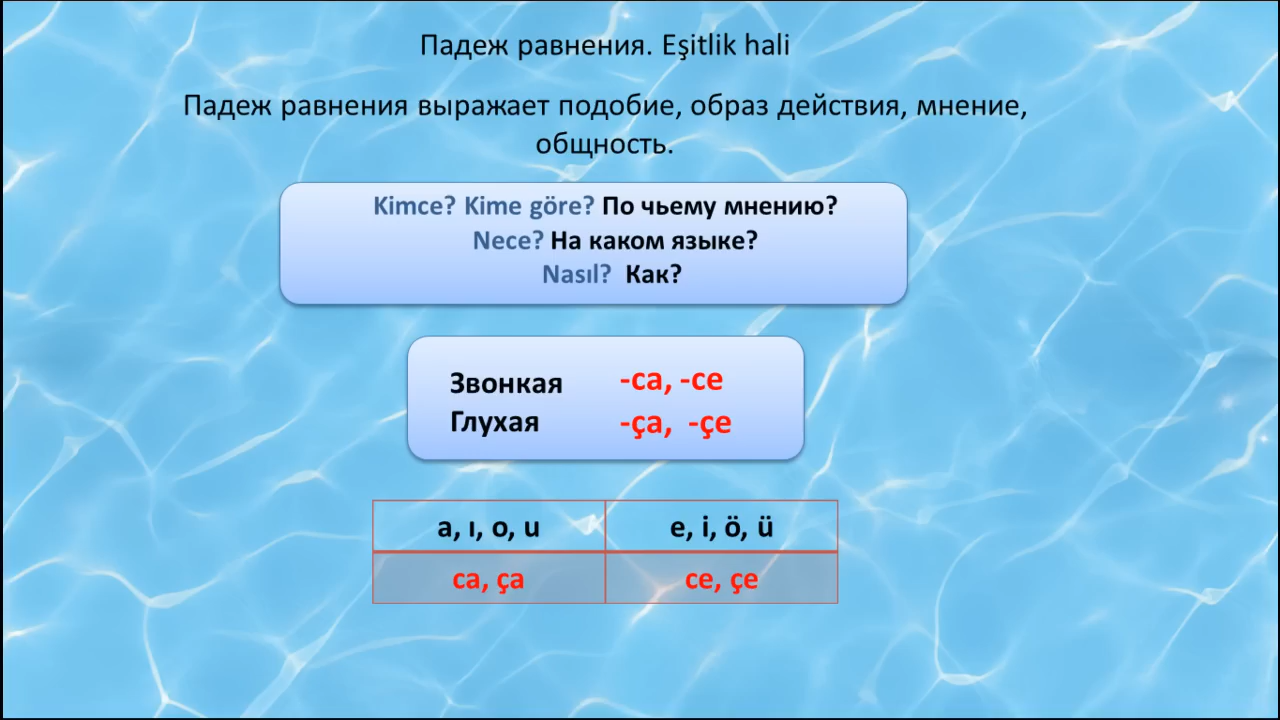 Падеж равнения. Eşitlik hali
Падеж равнения выражает подобие, образ действия, мнение,
общность.
Kimce? Kime göre? По чьему мнению?
Nece? На каком языке?
Nasıl? Как?
Звонкая -ca, -ce
Глухая -ça, -çe
a, ı, o, u e, i, ö, ü
ca, ça ce, çe